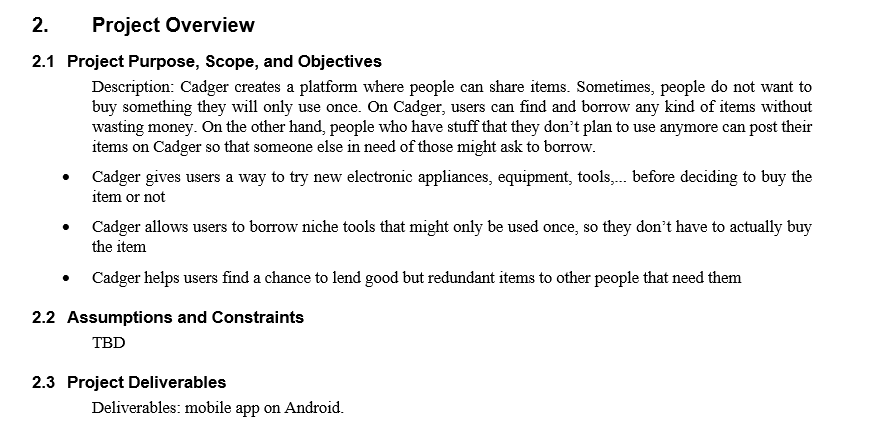 2. Project Overview
2.1 Project Purpose, Scope, and Objectives
Description: Cadger creates a platform where people can share items. Sometimes, people do not want to
buy something they will only use once. On Cadger, users can find and borrow any kind of items without
wasting money. On the other hand, people who have stuff that they don't plan to use anymore can post their
items on Cadger so that someone else in need of those might ask to borrow.
• Cadger gives users a way to try new electronic appliances, equipment, tools,... before deciding to buy the
item or not
• Cadger allows users to borrow niche tools that might only be used once, so they don't have to actually buy
the item
• Cadger helps users find a chance to lend good but redundant items to other people that need them
2.2 Assumptions and Constraints
TBD
2.3 Project Deliverables
Deliverables: mobile app on Android.